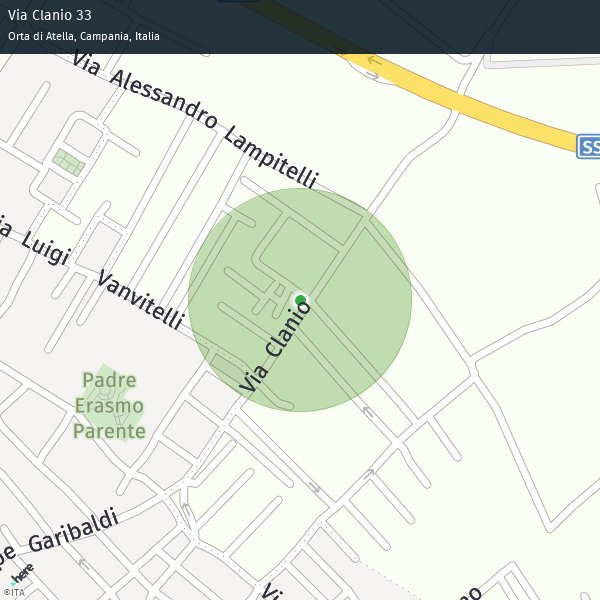 Via Clanio 33
Orta di Atella, Campania, Italia
Via Alessandro Lampitelli
SS
Luigi Vanvitelli
Via Clanio
Padre
Erasmo
Parente
Garibaldi
here
©ITA